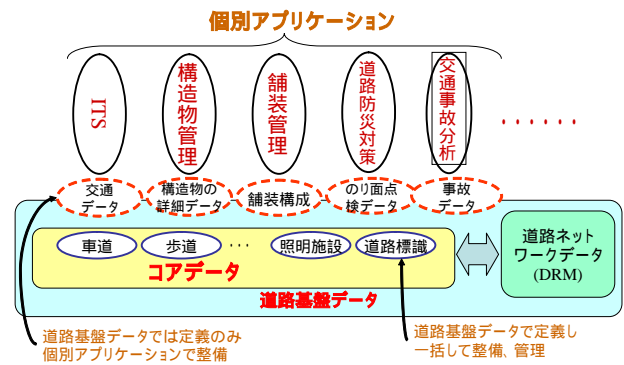 個別アプリケーション
ITS
構造物管理
舗装管理
道路防災対策
交通事故分析
・・・・・・
交通
データ
構造物の
詳細データ
舗装構成
のり面点
検データ
事故
データ
車道
歩道
・・・
照明施設
道路標識
コアデータ
道路基盤データ
道路ネット
ワークデータ
(DRM)
道路基盤データでは定義のみ
個別アプリケーションで整備
道路基盤データで定義し
一括して整備、管理